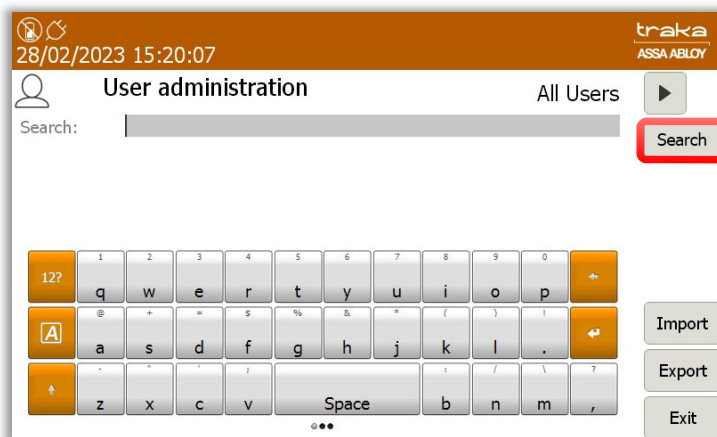 traka
28/02/2023 15:20:07
ASSA ABLOY
User administration
All Users
Search:
Search
1 2 3 4 5 6 7 8 9 0
12? q w e r t y u i o p
@ + = $ % & * ( ) !
A a s d f g h j k l .
Import
- " ' ; : / \ ?
z x c v Space b n m ,
Export
Exit